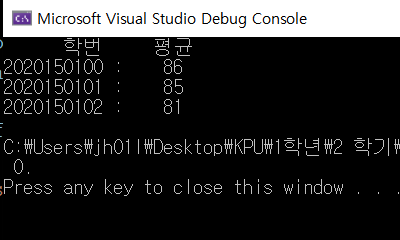 Microsoft Visual Studio Debug Console
학번 평균
2020150100 : 86
2020150101 : 85
2020150102 : 81
C:₩Users₩jh01l₩Desktop₩KPU₩1학년₩2 학기₩
0.
Press any key to close this window . . .